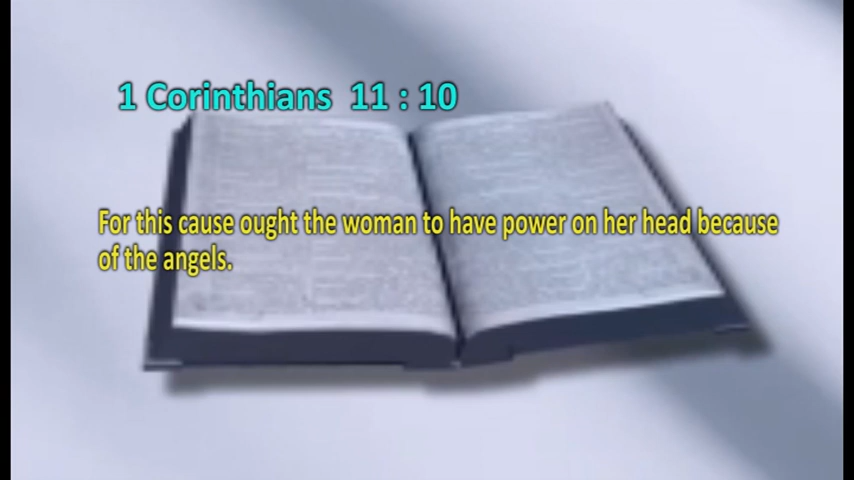 1 Corinthians 11 : 10
For this cause ought the woman to have power on her head because
of the angels.